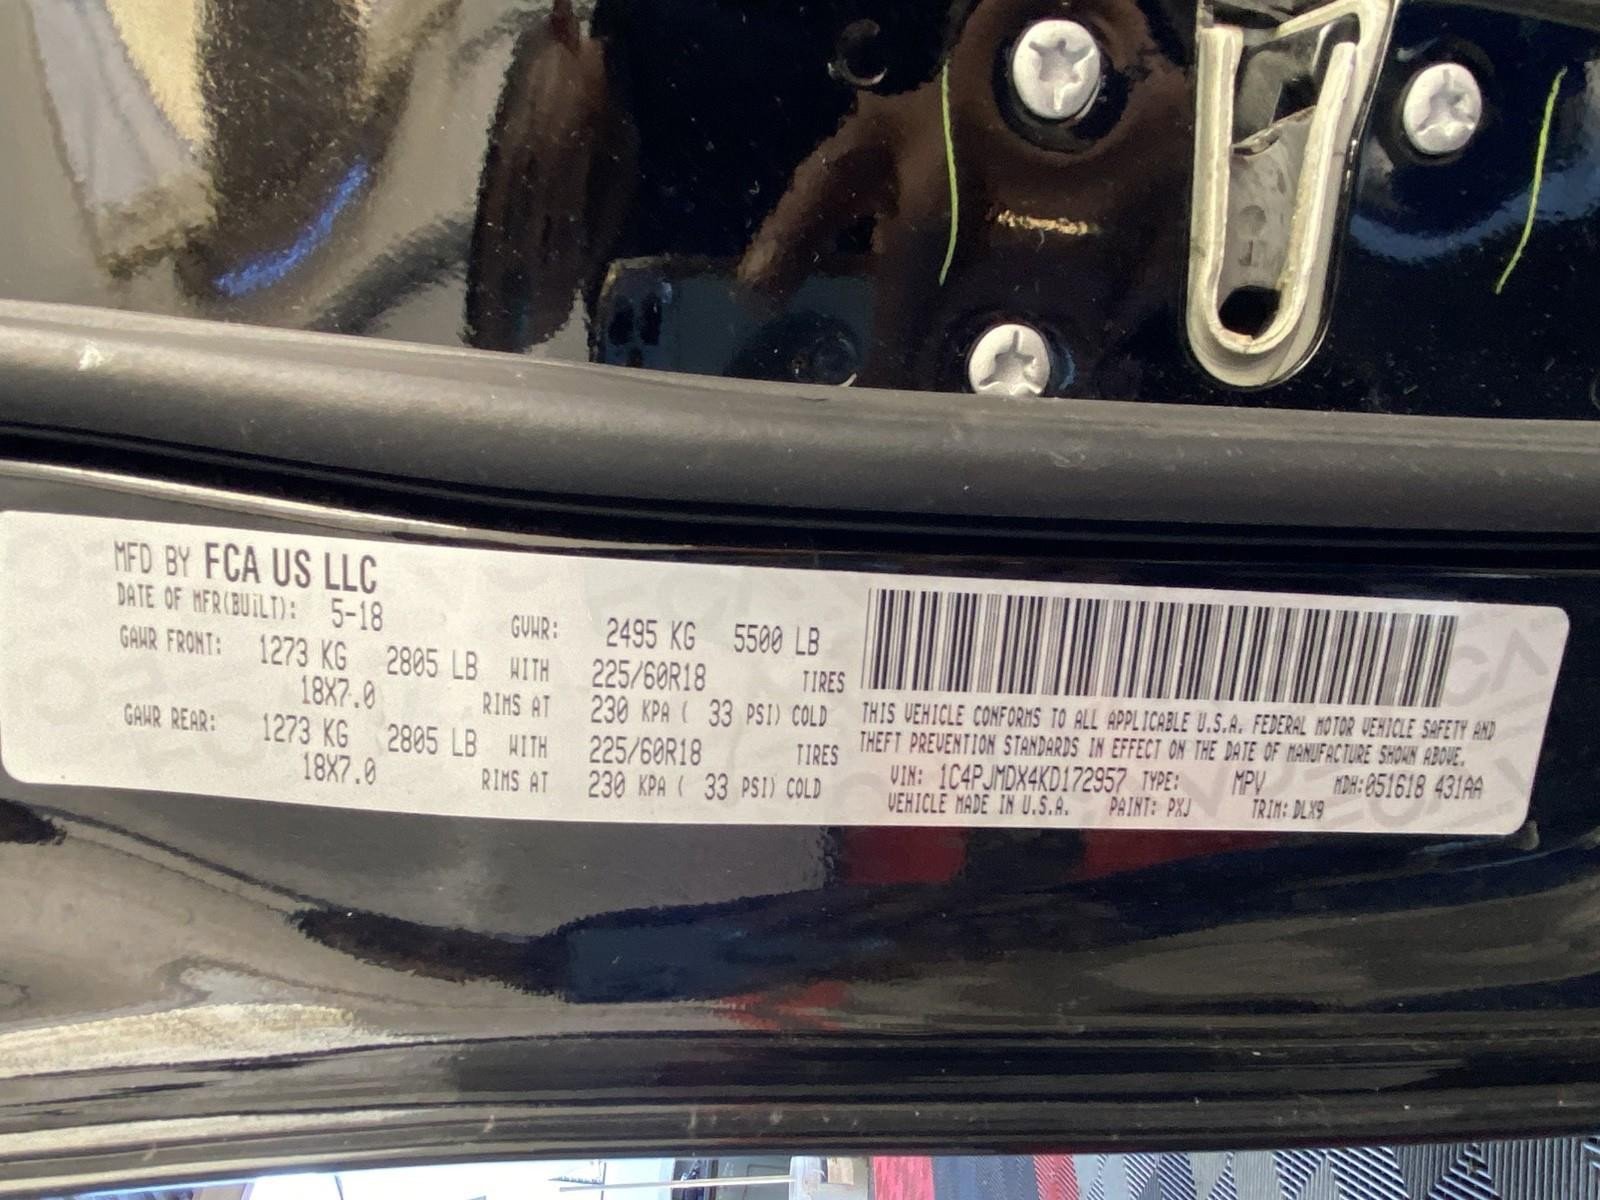 MFD BY FCA US LLC
DATE OF MFR(BUILT): 5-18 GVWR: 2495 KG 5500 LB
GAWR FRONT: 1273 KG 2805 LB WITH 225/60R18 TIRES
18X7.0 RIMS AT 230 KPA ( 33 PSI) COLD
GAWR REAR: 1273 KG 2805 LB WITH 225/60R18 TIRES
18X7.0 RIMS AT 230 KPA ( 33 PSI) COLD
THIS VEHICLE CONFORMS TO ALL APPLICABLE U.S.A. FEDERAL MOTOR VEHICLE SAFETY AND
THEFT PREVENTION STANDARDS IN EFFECT ON THE DATE OF MANUFACTURE SHOWN ABOVE.
VIN: 1C4PJMDX4KD172957 TYPE: MPV MDH:051618 431AA
VEHICLE MADE IN U.S.A. PAINT: PXJ TRIM: DLX9